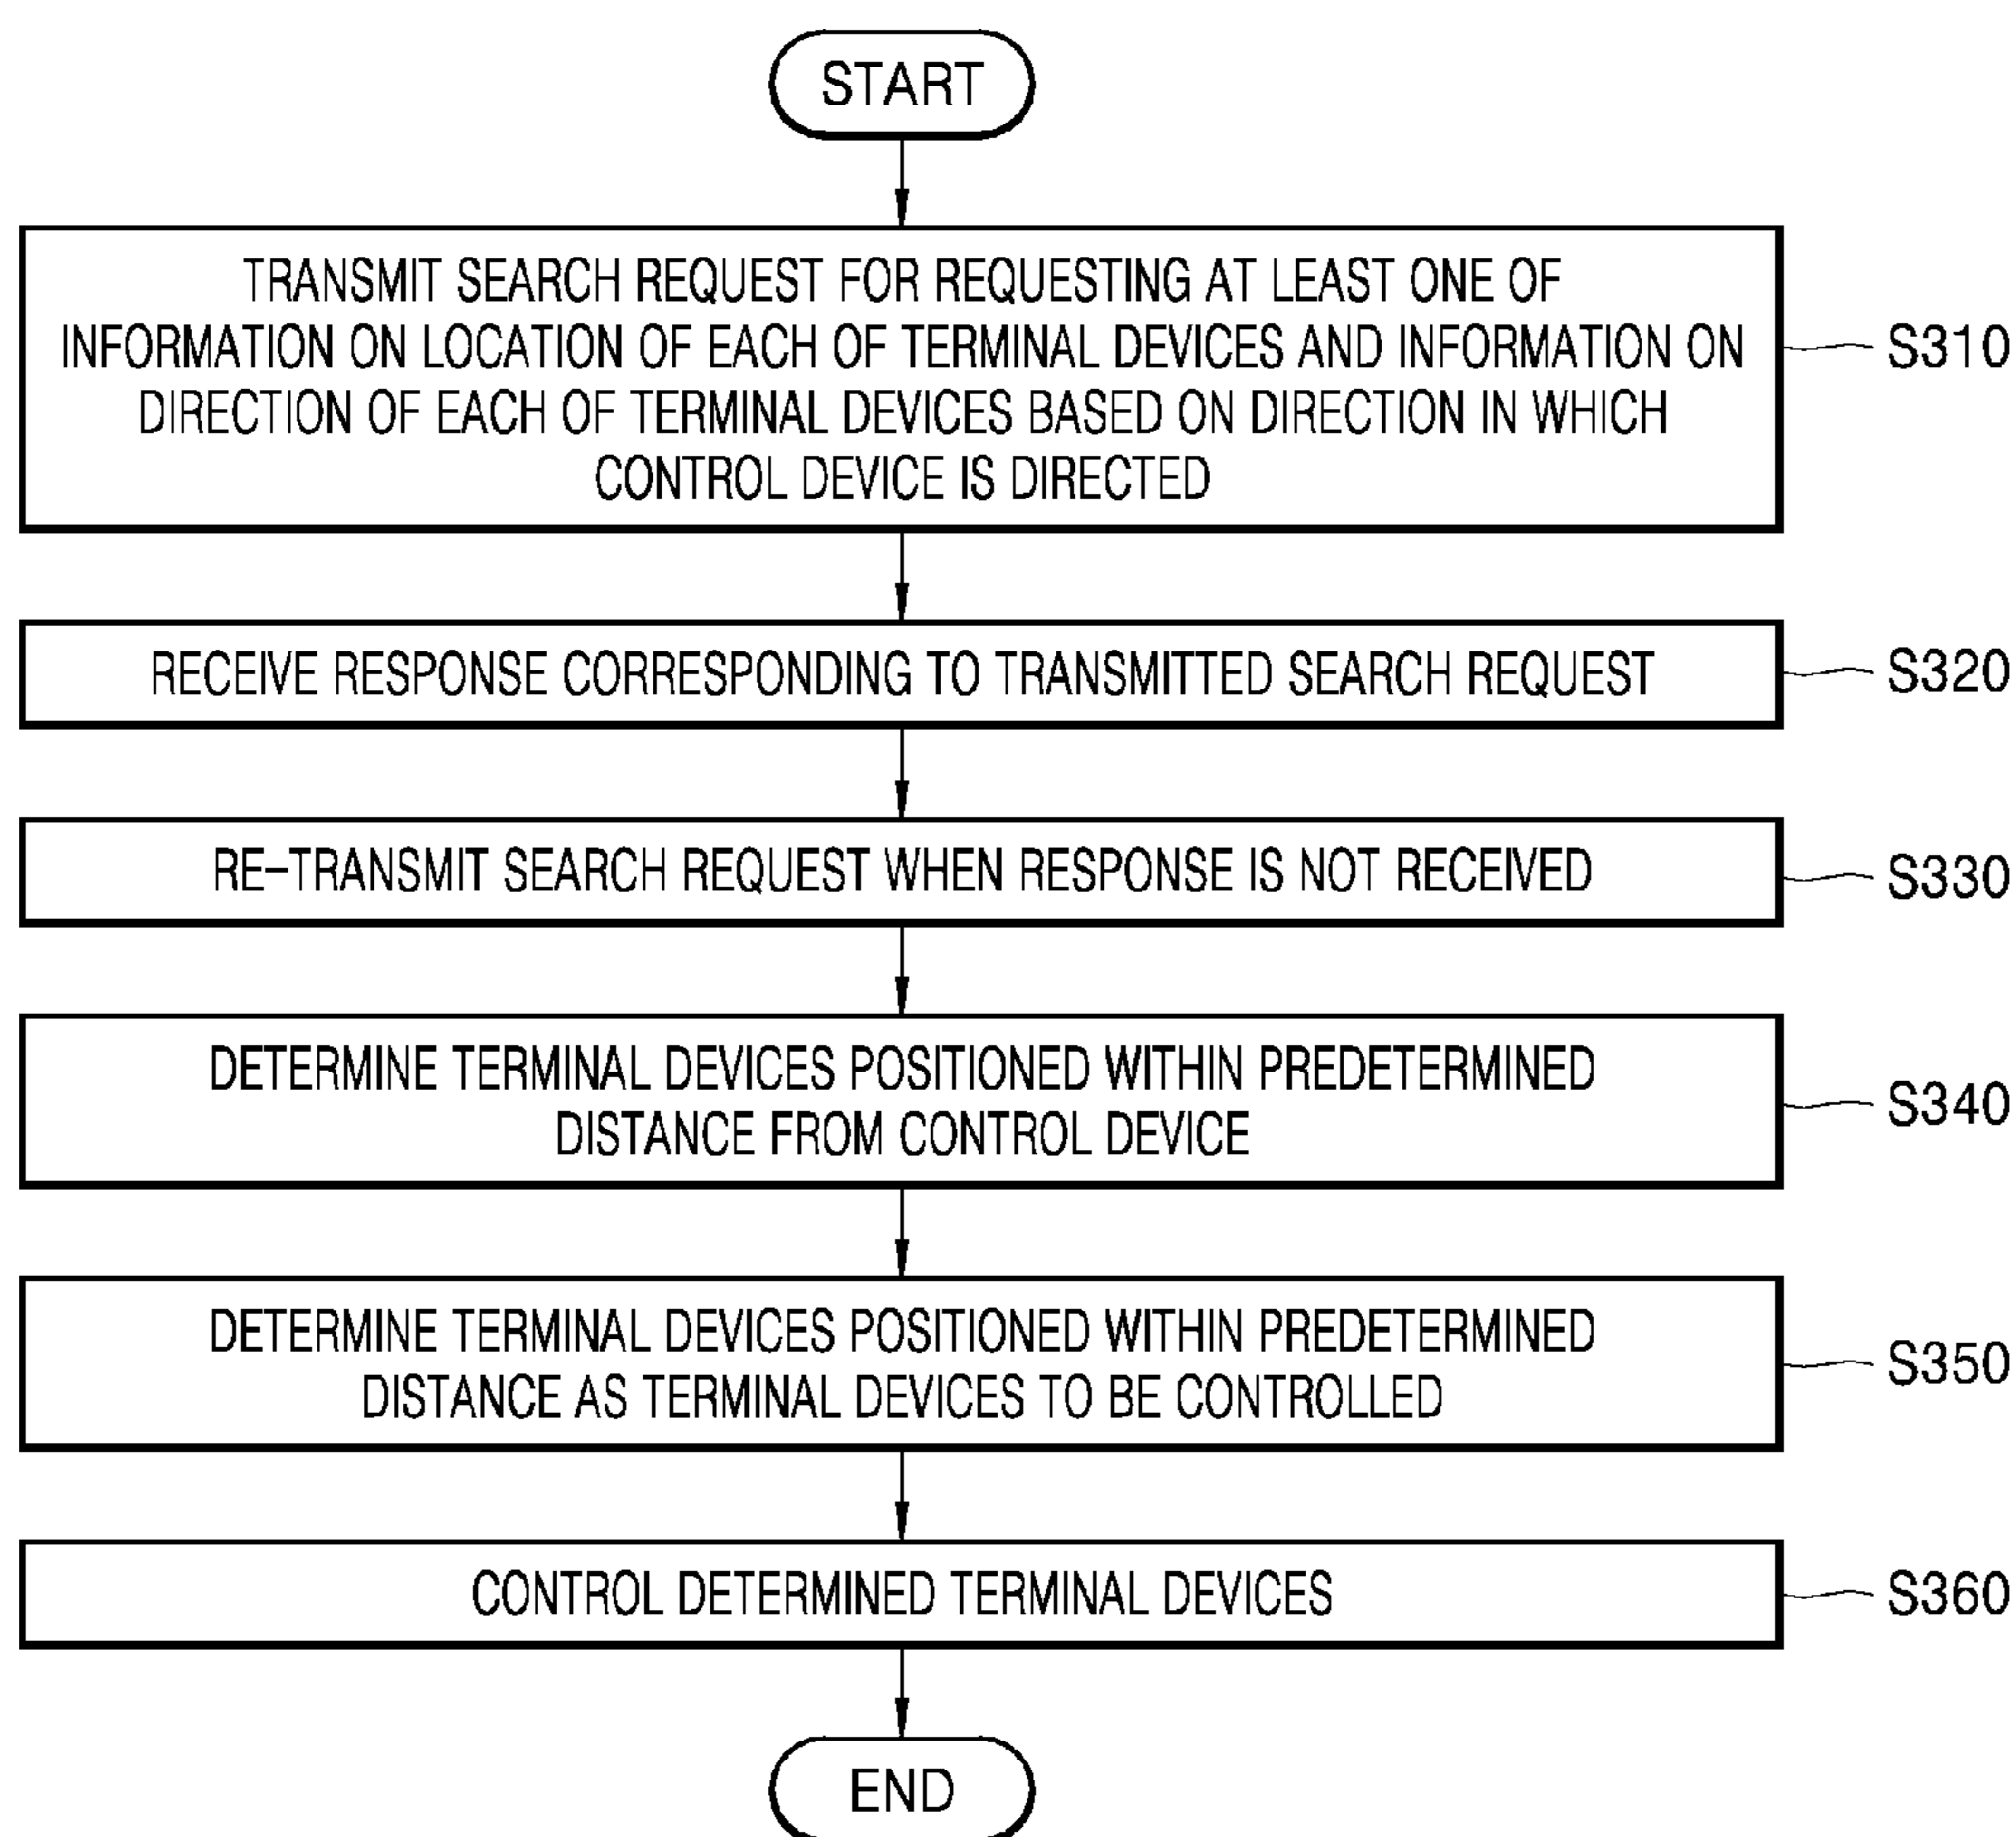 START
TRANSMIT SEARCH REQUEST FOR REQUESTING AT LEAST ONE OF
INFORMATION ON LOCATION OF EACH OF TERMINAL DEVICES AND INFORMATION ON
DIRECTION OF EACH OF TERMINAL DEVICES BASED ON DIRECTION IN WHICH
CONTROL DEVICE IS DIRECTED
S310
RECEIVE RESPONSE CORRESPONDING TO TRANSMITTED SEARCH REQUEST
S320
RE-TRANSMIT SEARCH REQUEST WHEN RESPONSE IS NOT RECEIVED
S330
DETERMINE TERMINAL DEVICES POSITIONED WITHIN PREDETERMINED
DISTANCE FROM CONTROL DEVICE
S340
DETERMINE TERMINAL DEVICES POSITIONED WITHIN PREDETERMINED
DISTANCE AS TERMINAL DEVICES TO BE CONTROLLED
S350
CONTROL DETERMINED TERMINAL DEVICES
S360
END